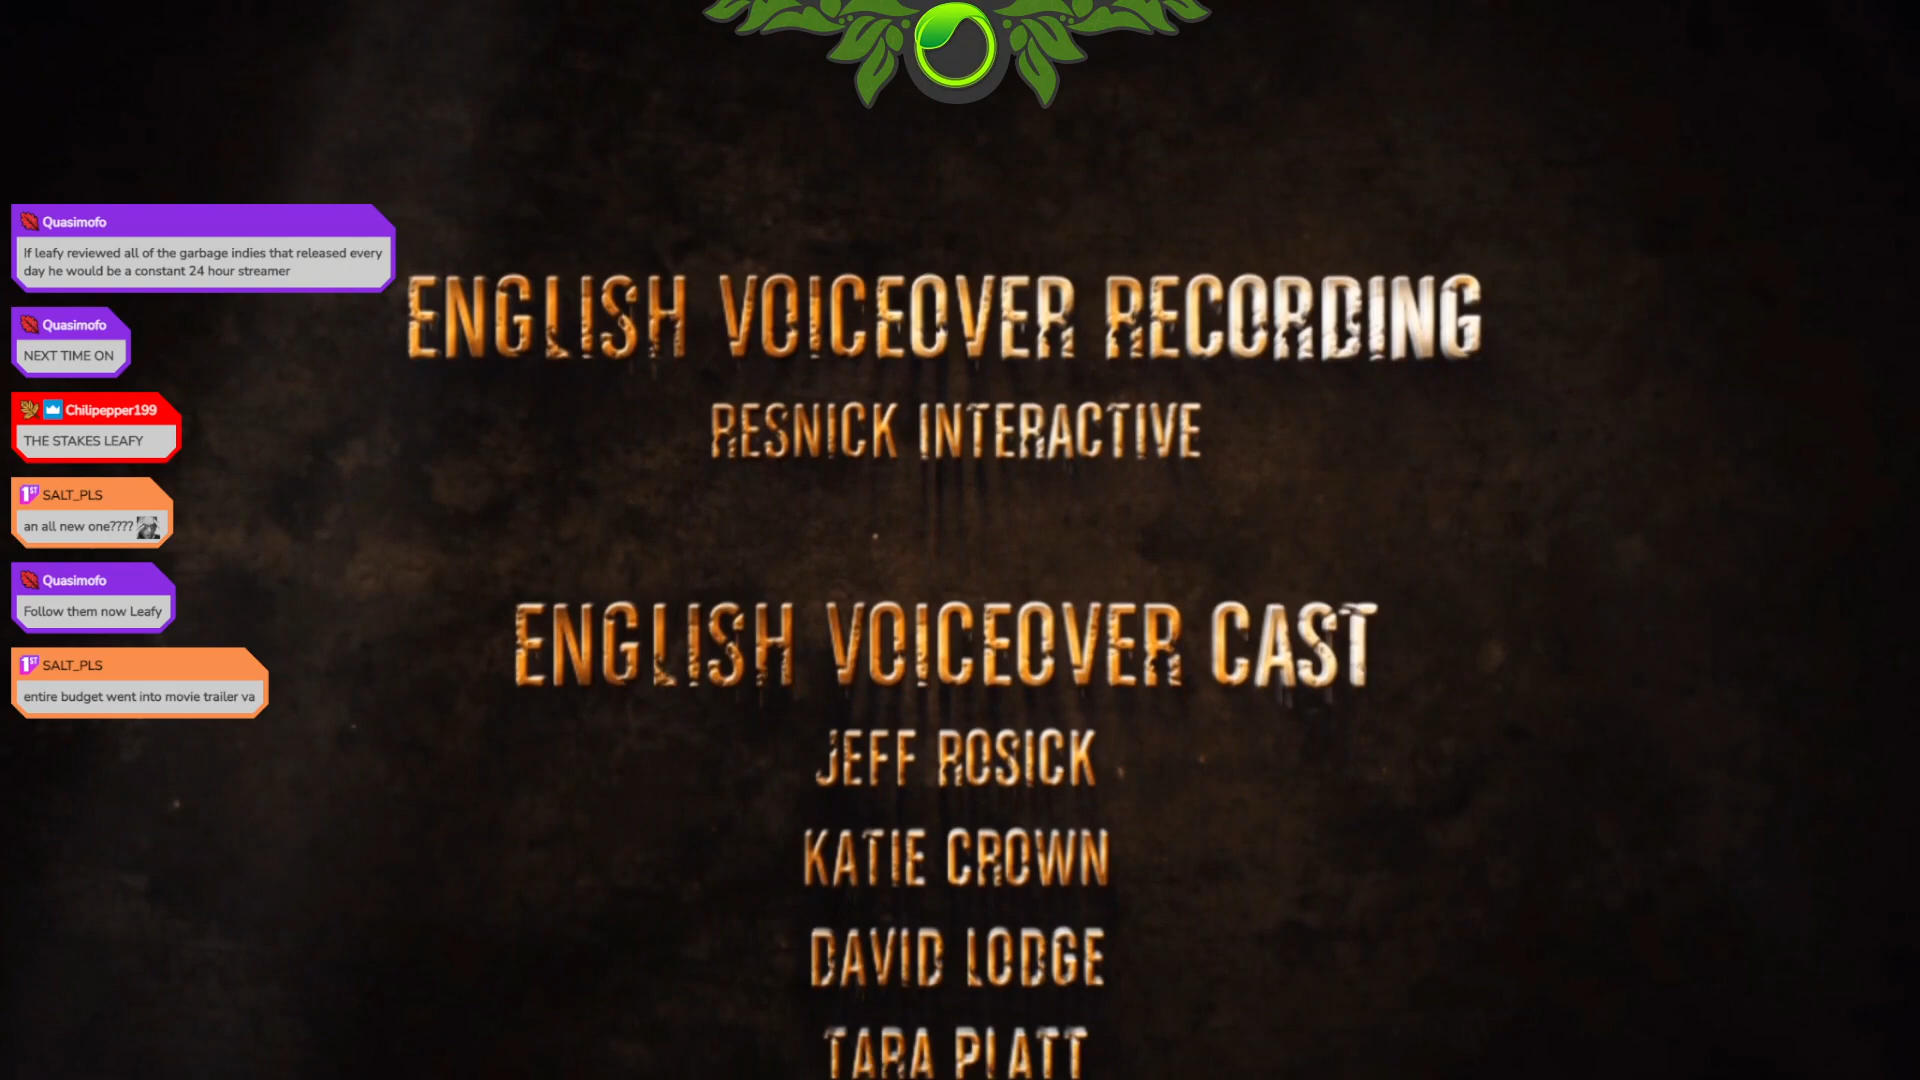 Quasimofo
If leafy reviewed all of the garbage indies that released every
day he would be a constant 24 hour streamer
Quasimofo
NEXT TIME ON
Chilipepper199
THE STAKES LEAFY
1ST SALT_PLS
an all new one????
Quasimofo
Follow them now Leafy
1ST SALT_PLS
entire budget went into movie trailer va
ENGLISH VOICEOVER RECORDING
RESNICK INTERACTIVE
ENGLISH VOICEOVER CAST
JEFF ROSICK
KATIE CROWN
DAVID LODGE
TARA PLATT